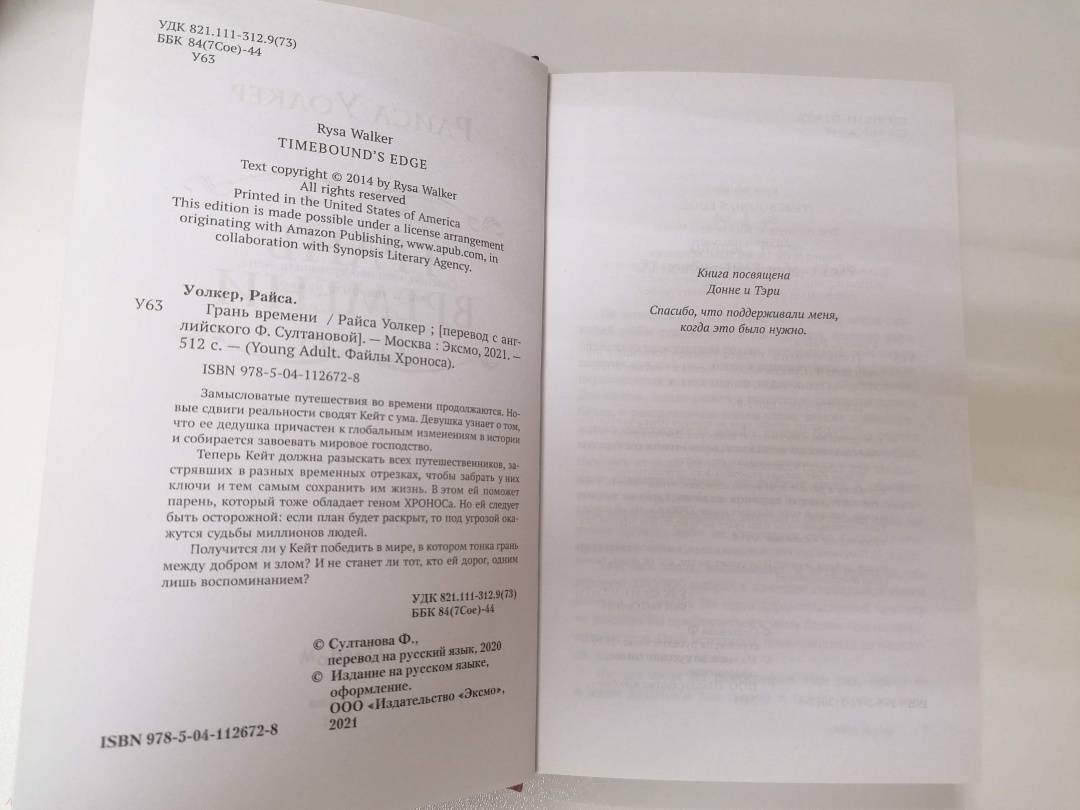 УДК 821.111-312.9(73)
ББК 84(7Сое)-44
У63
Rysa Walker
TIMEBOUND'S EDGE
Text copyright © 2014 by Rysa Walker
All rights reserved
Printed in the United States of America
This edition is made possible under a license arrangement
originating with Amazon Publishing, www.apub.com, in
collaboration with Synopsis Literary Agency.
Уолкер, Райса.
У63 Грань времени / Райса Уолкер ; [перевод с анг-
лийского Ф. Султановой]. — Москва : Эксмо, 2021. —
512 с. — (Young Adult. Файлы Хроноса).
ISBN 978-5-04-112672-8
Замысловатые путешествия во времени продолжаются. Но-
вые сдвиги реальности сводят Кейт с ума. Девушка узнает о том,
что ее дедушка причастен к глобальным изменениям в истории
и собирается завоевать мировое господство.
Теперь Кейт должна разыскать всех путешественников, за-
стрявших в разных временных отрезках, чтобы забрать у них
ключи и тем самым сохранить им жизнь. В этом ей поможет
парень, который тоже обладает геном ХРОНОСа. Но ей следует
быть осторожной: если план будет раскрыт, то под угрозой ока-
жутся судьбы миллионов людей.
Получится ли у Кейт победить в мире, в котором тонка грань
между добром и злом? И не станет ли тот, кто ей дорог, одним
лишь воспоминанием?
УДК 821.111-312.9(73)
ББК 84(7Сое)-44
© Султанова Ф.,
перевод на русский язык, 2020
© Издание на русском языке,
оформление.
ООО «Издательство «Эксмо»,
2021
ISBN 978-5-04-112672-8
Книга посвящена
Донне и Тэри
Спасибо, что поддерживали меня,
когда это было нужно.